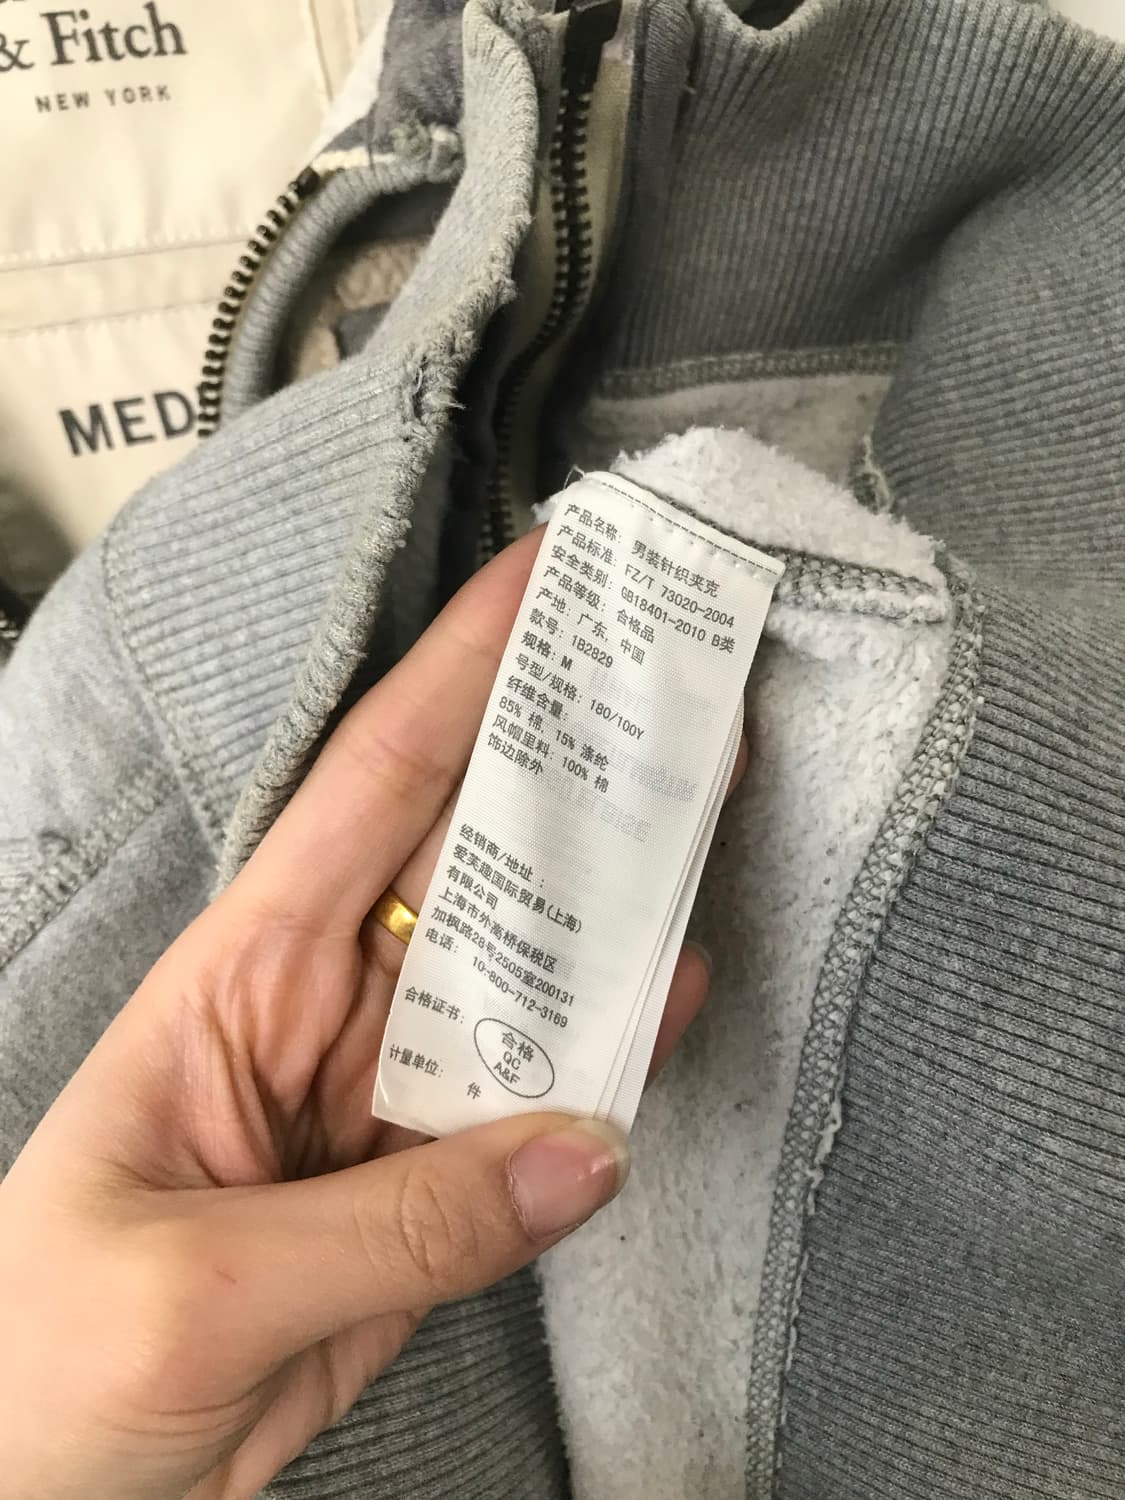 & Fitch
NEW YORK
MED
产品名称: 男装针织夹克
产品标准: FZ/T 73020-2004
安全类别: GB18401-2010 B类
产品等级: 合格品
产地: 广东, 中国
款号: 182829
规格: M
号型/规格: 180/100Y
纤维含量:
85% 棉, 15% 涤纶
风帽里料: 100% 棉
饰边除外
经销商/地址:
爱芙趣国际贸易(上海)
有限公司
上海市外高桥保税区
加枫路28号2505室200131
电话: 10-800-712-3169
合格证书: 合格
QC
A&F
计量单位: 件